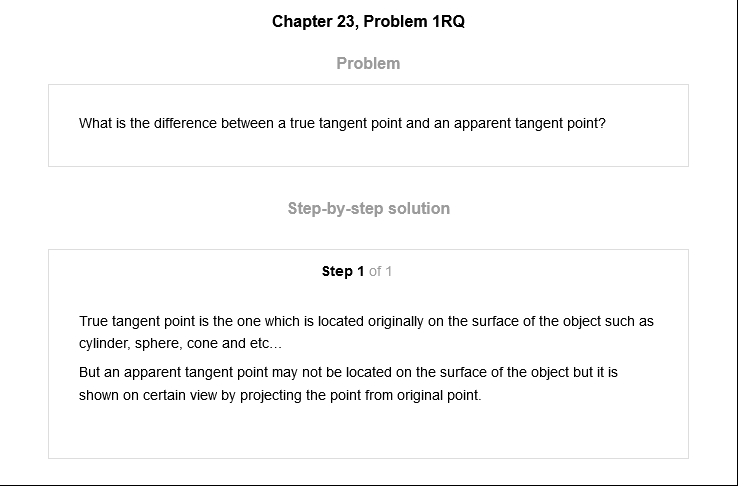 Chapter 23, Problem 1RQ
Problem
What is the difference between a true tangent point and an apparent tangent point?
Step-by-step solution
Step 1 of 1
True tangent point is the one which is located originally on the surface of the object such as
cylinder, sphere, cone and etc…
But an apparent tangent point may not be located on the surface of the object but it is
shown on certain view by projecting the point from original point.